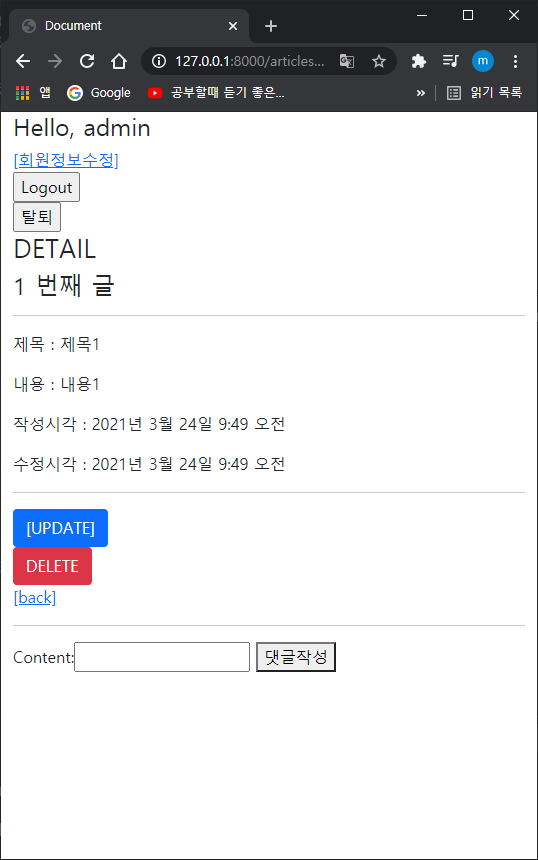 Document
127.0.0.1:8000/articles...
앱 Google 공부할때 듣기 좋은... » 읽기 목록
Hello, admin
[회원정보수정]
Logout
탈퇴
DETAIL
1 번째 글
제목 : 제목1
내용 : 내용1
작성시각 : 2021년 3월 24일 9:49 오전
수정시각 : 2021년 3월 24일 9:49 오전
[UPDATE]
DELETE
[back]
Content: 댓글작성